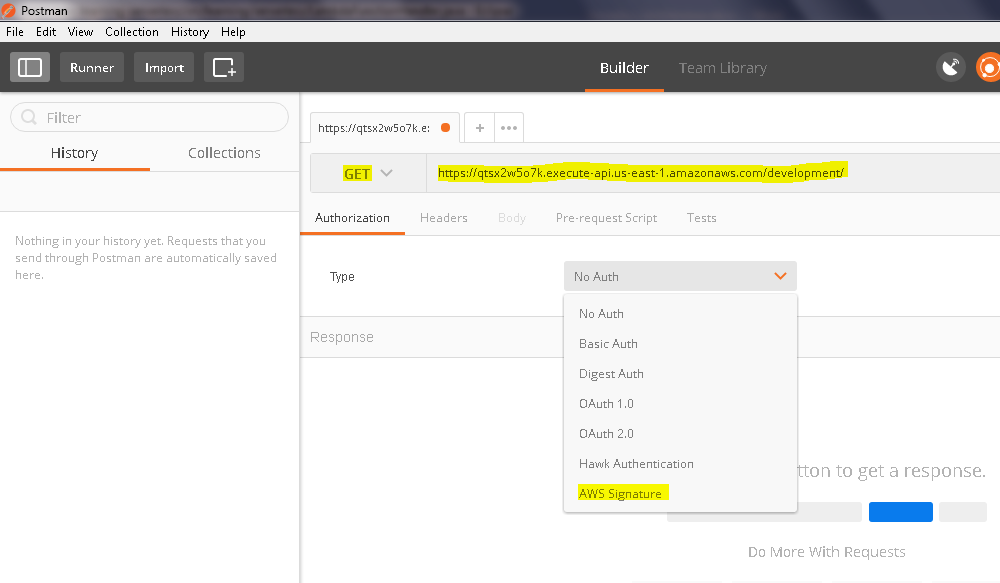 Postman
File Edit View Collection History Help
Runner Import Builder Team Library
Filter
History Collections
Nothing in your history yet. Requests that you
send through Postman are automatically saved
here.
https://qtsx2w5o7k.e:
GET https://qtsx2w5o7k.execute-api.us-east-1.amazonaws.com/development/
Authorization Headers Body Pre-request Script Tests
Type No Auth
No Auth
Basic Auth
Digest Auth
OAuth 1.0
OAuth 2.0
Hawk Authentication
AWS Signature
Response
tton to get a response.
Do More With Requests